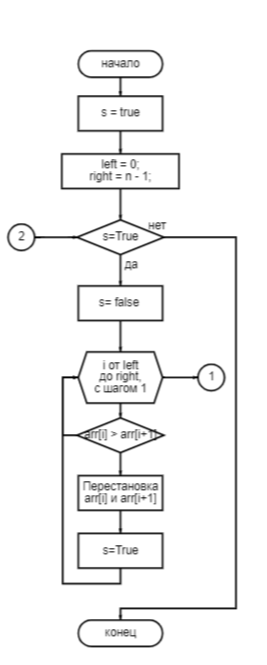 начало
s = true
left = 0;
right = n - 1;
2
s=True
нет
да
s= false
i от left
до right,
с шагом 1
1
arr[i] > arr[i+1]
Перестановка
arr[i] и arr[i+1]
s=True
конец